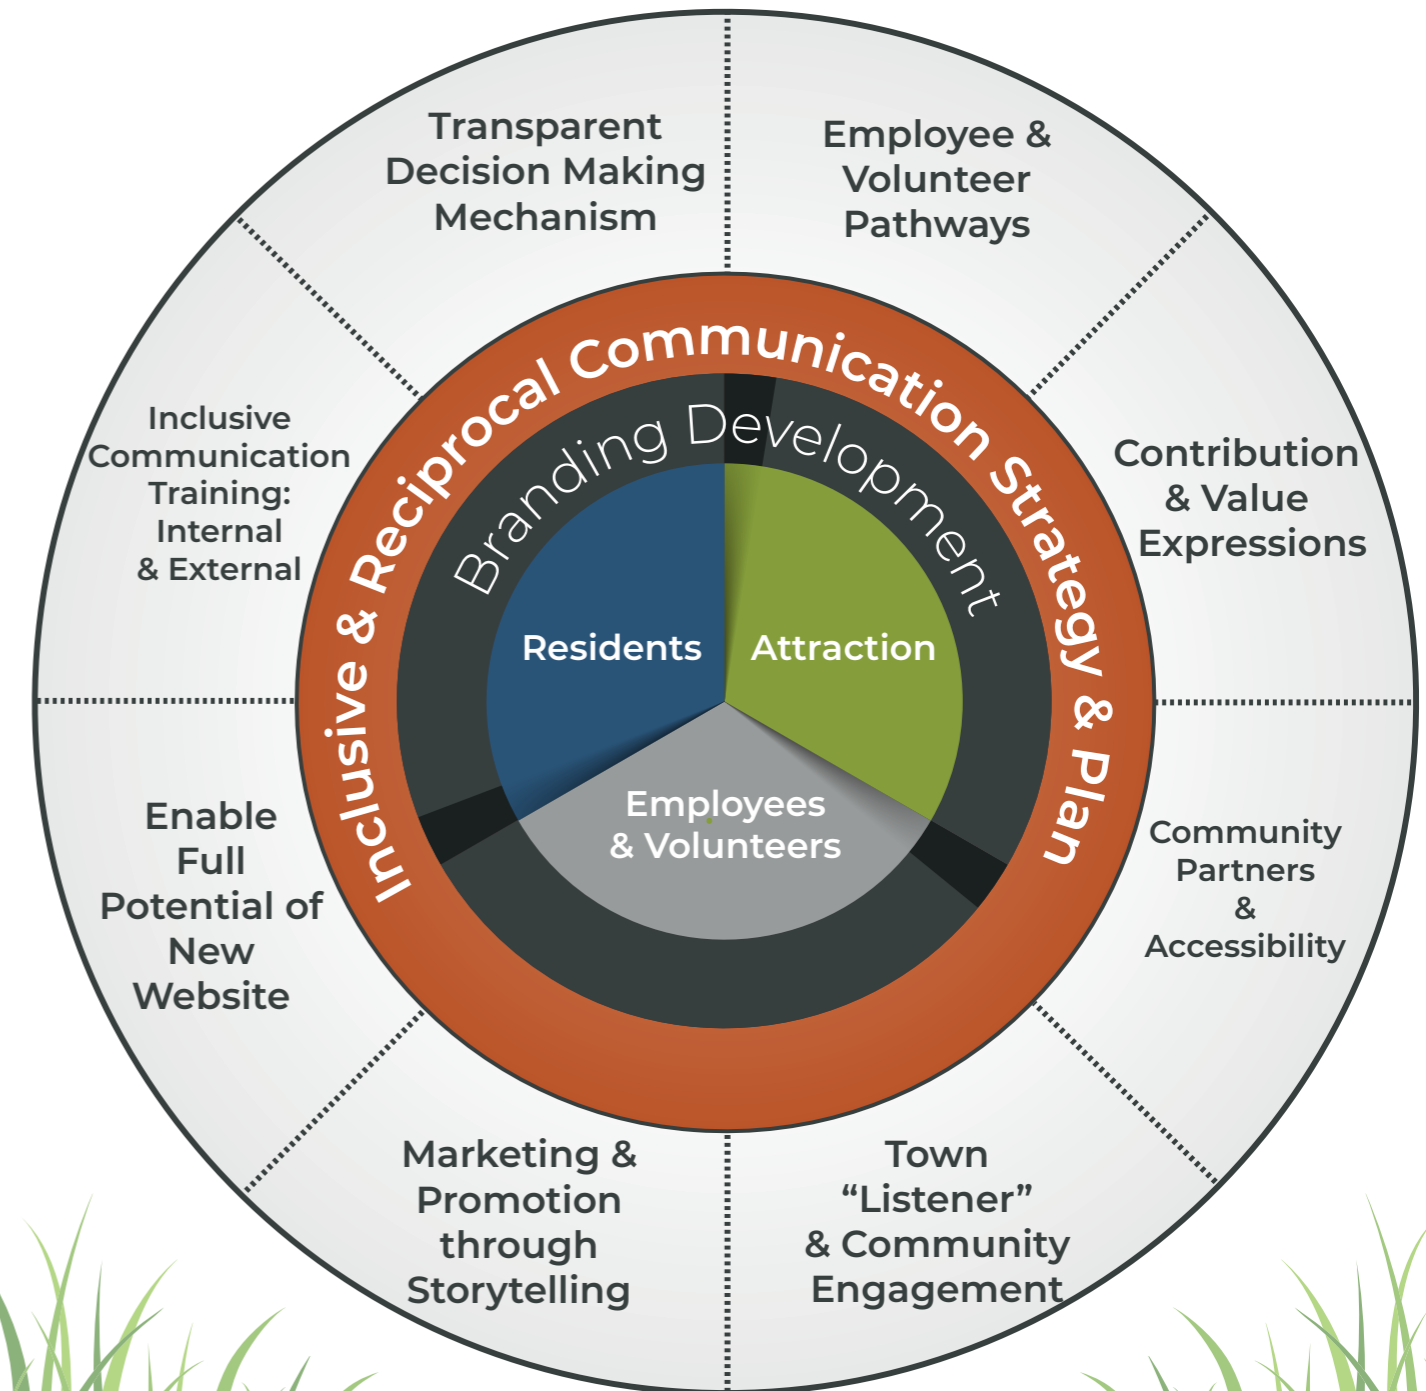 Transparent
Decision Making
Mechanism
Employee &
Volunteer
Pathways
Inclusive
Communication
Training:
Internal
& External
Contribution
& Value
Expressions
Inclusive & Reciprocal Communication Strategy & Plan
Branding Development
Residents
Attraction
Employees
& Volunteers
Enable
Full
Potential of
New
Website
Community
Partners
&
Accessibility
Marketing &
Promotion
through
Storytelling
Town
“Listener”
& Community
Engagement